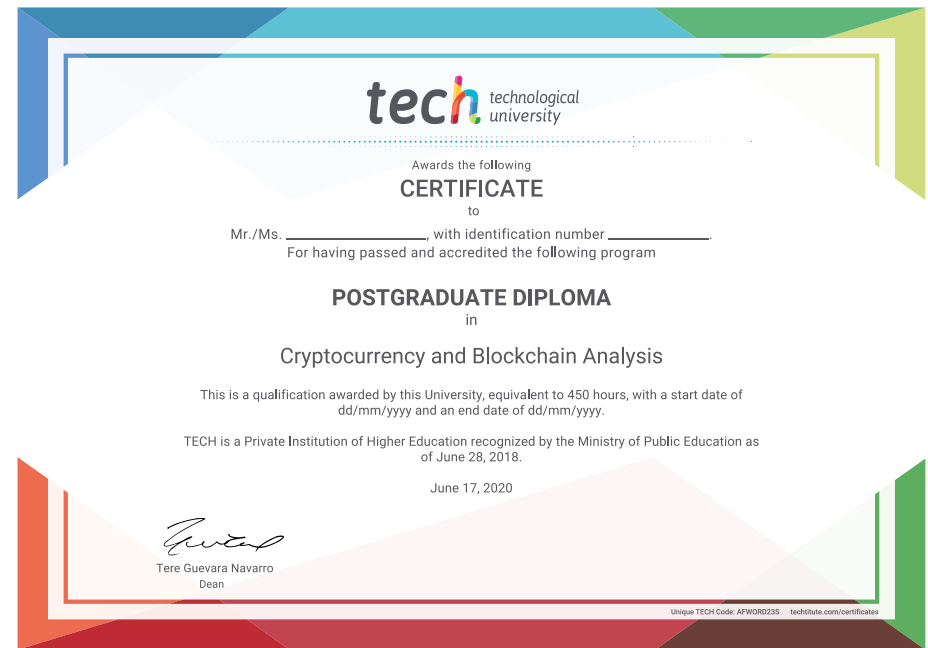 tech technological
university
Awards the following
CERTIFICATE
to
Mr./Ms. ____________________, with identification number ______________.
For having passed and accredited the following program
POSTGRADUATE DIPLOMA
in
Cryptocurrency and Blockchain Analysis
This is a qualification awarded by this University, equivalent to 450 hours, with a start date of
dd/mm/yyyy and an end date of dd/mm/yyyy.
TECH is a Private Institution of Higher Education recognized by the Ministry of Public Education as
of June 28, 2018.
June 17, 2020
Tere Guevara Navarro
Dean
Unique TECH Code: AFWORD23S techtitute.com/certificates